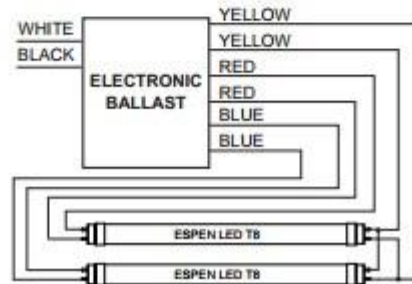 WHITE
BLACK
ELECTRONIC
BALLAST
YELLOW
YELLOW
RED
RED
BLUE
BLUE
ESPEN LED T8
ESPEN LED T8